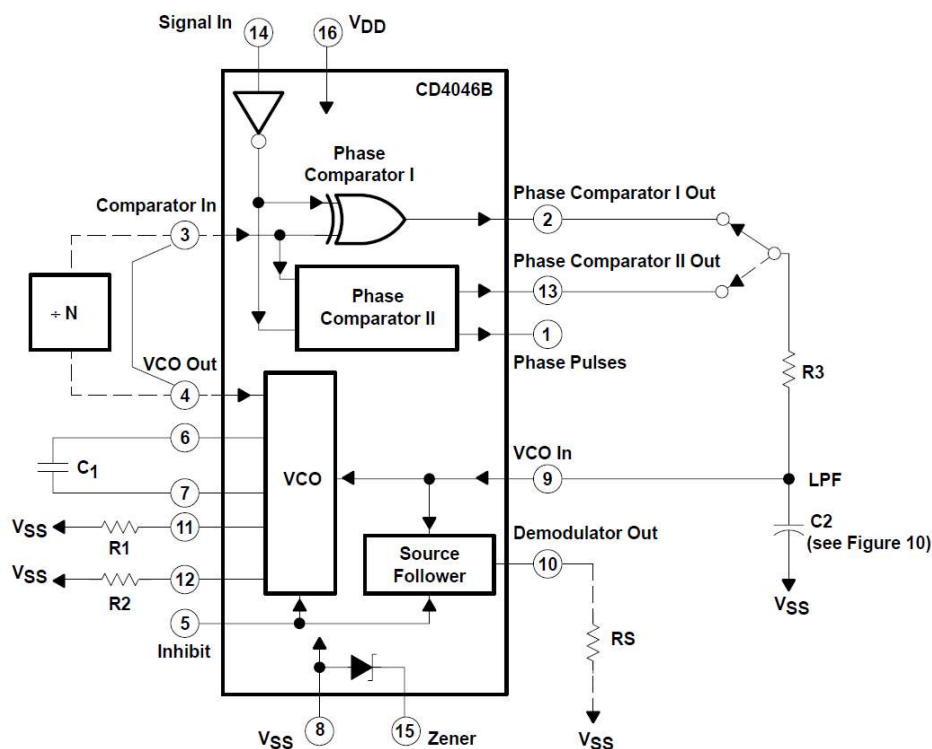 Signal In
14
16
VDD
CD4046B
Phase
Comparator I
Comparator In
3
Phase Comparator I Out
2
Phase Comparator II Out
13
÷ N
Phase
Comparator II
1
Phase Pulses
VCO Out
4
R3
6
C1
VCO
VCO In
9
LPF
7
VSS
11
R1
C2
(see Figure 10)
Demodulator Out
Source
Follower
10
VSS
12
R2
VSS
5
Inhibit
RS
VSS
8
15
Zener
VSS